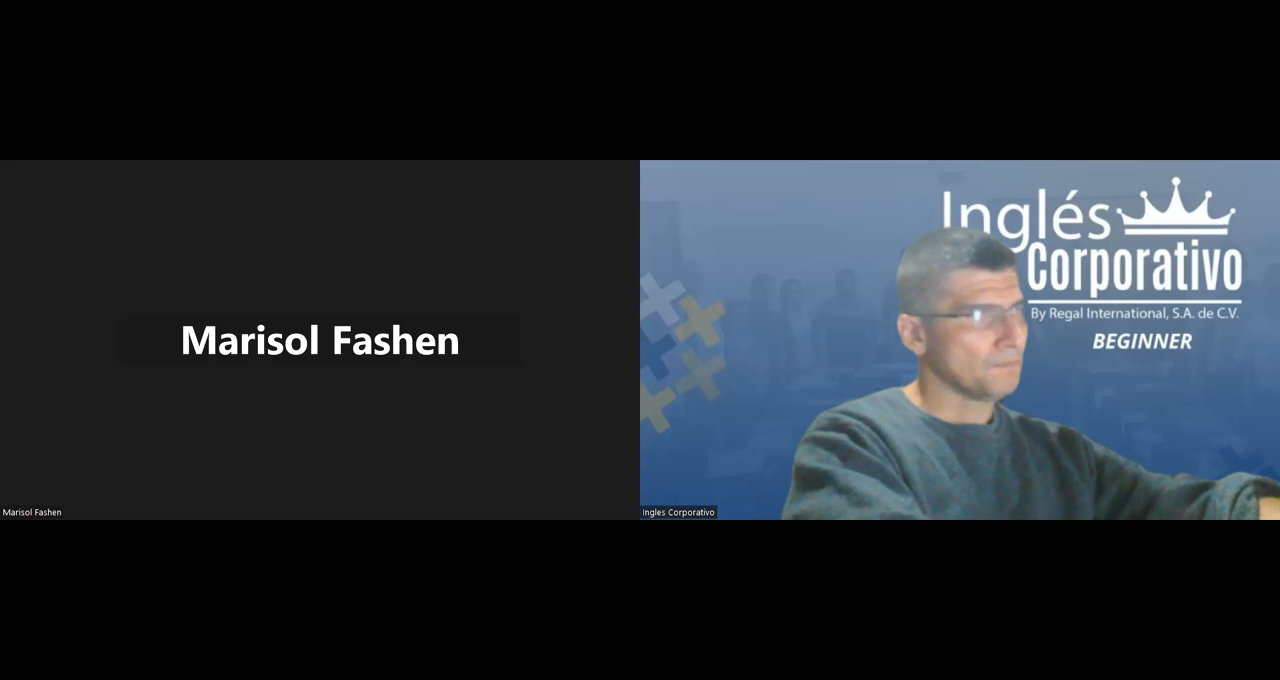 Marisol Fashen
Marisol Fashen
Inglés
Corporativo
By Regal International, S.A. de C.V.
BEGINNER
Ingles Corporativo